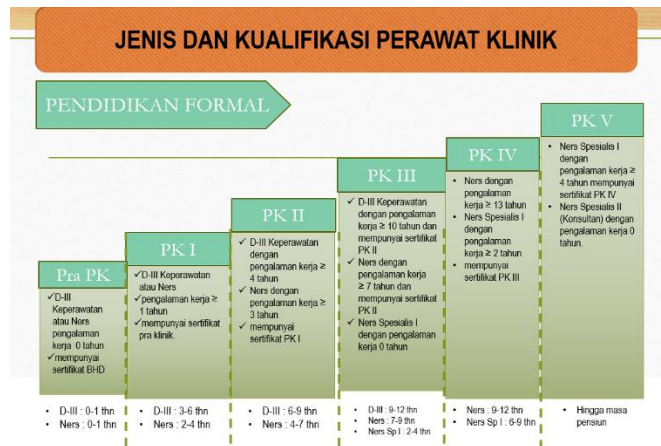 JENIS DAN KUALIFIKASI PERAWAT KLINIK
PENDIDIKAN FORMAL
Pra PK
✓D-III
Keperawatan
atau Ners
pengalaman
kerja 0 tahun
✓mempunyai
sertifikat BHD
• D-III : 0-1 thn
• Ners : 0-1 thn
PK I
✓D-III Keperawatan
atau Ners
✓pengalaman kerja ≥
1 tahun
✓mempunyai sertifikat
pra klinik.
• D-III : 3-6 thn
• Ners : 2-4 thn
PK II
✓ D-III Keperawatan
dengan
pengalaman kerja ≥
4 tahun
✓ Ners dengan
pengalaman kerja ≥
3 tahun
✓ mempunyai
sertifikat PK I
• D-III : 6-9 thn
• Ners : 4-7 thn
PK III
✓ D-III Keperawatan
dengan pengalaman
kerja ≥ 10 tahun dan
mempunyai sertifikat
PK II
✓ Ners dengan
pengalaman kerja
≥ 7 tahun dan
mempunyai sertifikat
PK II
✓ Ners Spesialis I
dengan pengalaman
kerja 0 tahun
• D-III : 9-12 thn
• Ners : 7-9 thn
• Ners Sp I : 2-4 thn
PK IV
• Ners dengan
pengalaman
kerja ≥ 13 tahun
• Ners Spesialis I
dengan
pengalaman
kerja ≥ 2 tahun
• mempunyai
sertifikat PK III
• Ners : 9-12 thn
• Ners Sp I : 6-9 thn
PK V
• Ners Spesialis I
dengan
pengalaman kerja ≥
4 tahun mempunyai
sertifikat PK IV
• Ners Spesialis II
(Konsultan) dengan
pengalaman kerja 0
tahun.
• Hingga masa
pensiun